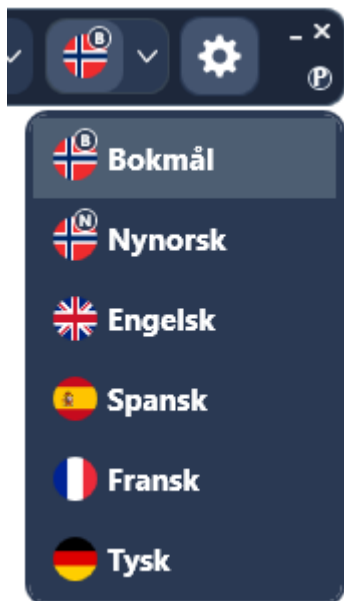 B
P
B
Bokmål
N
Nynorsk
Engelsk
Spansk
Fransk
Tysk